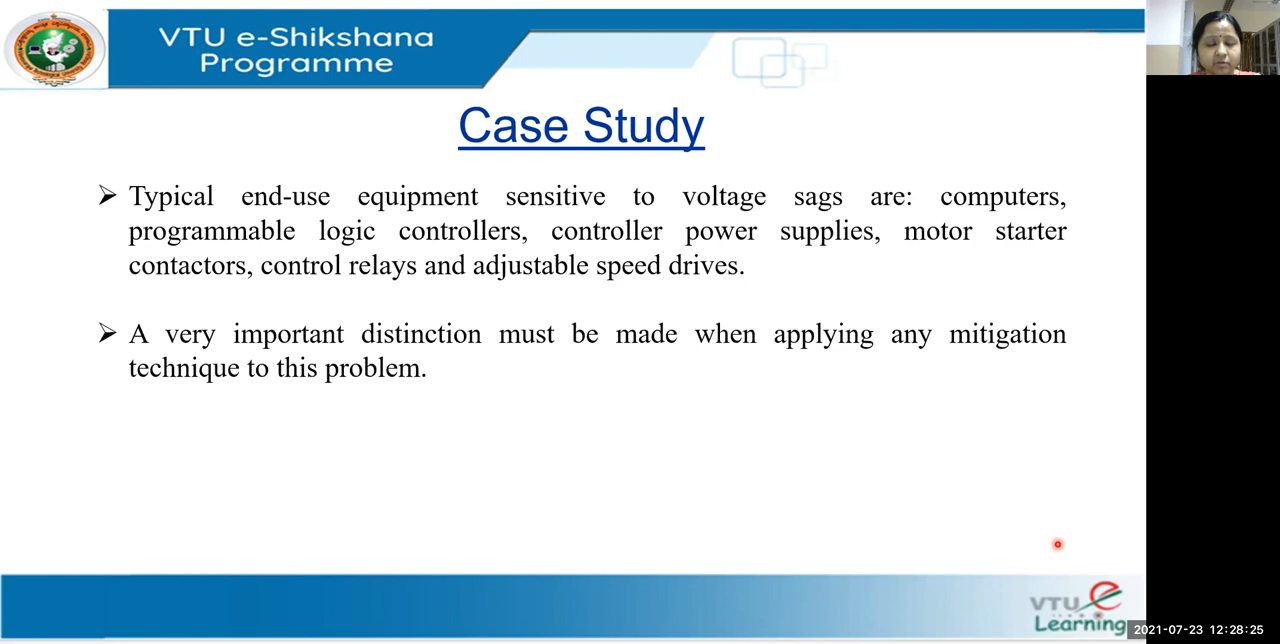 VTU e-Shikshana
Programme
Case Study
➢ Typical end-use equipment sensitive to voltage sags are: computers,
programmable logic controllers, controller power supplies, motor starter
contactors, control relays and adjustable speed drives.
➢ A very important distinction must be made when applying any mitigation
technique to this problem.
VTU e
Learning
2021-07-23 12:28:25